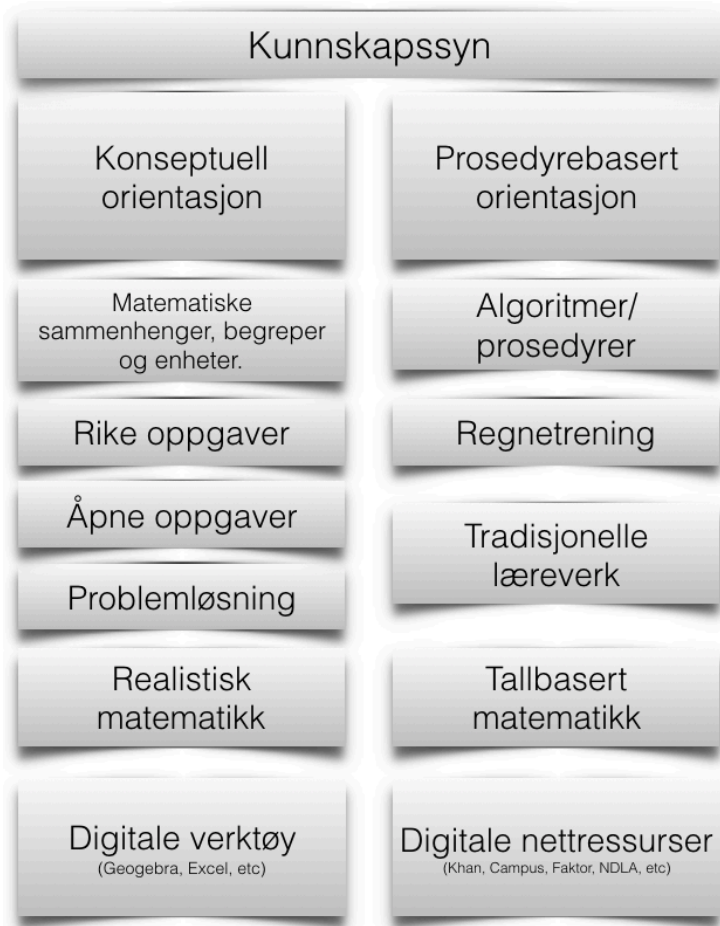 Kunnskapssyn
Konseptuell
orientasjon
Prosedyrebasert
orientasjon
Matematiske
sammenhenger, begreper
og enheter.
Algoritmer/
prosedyrer
Rike oppgaver
Regnetrening
Åpne oppgaver
Tradisjonelle
læreverk
Problemløsning
Realistisk
matematikk
Tallbasert
matematikk
Digitale verktøy
(Geogebra, Excel, etc)
Digitale nettressurser
(Khan, Campus, Faktor, NDLA, etc)